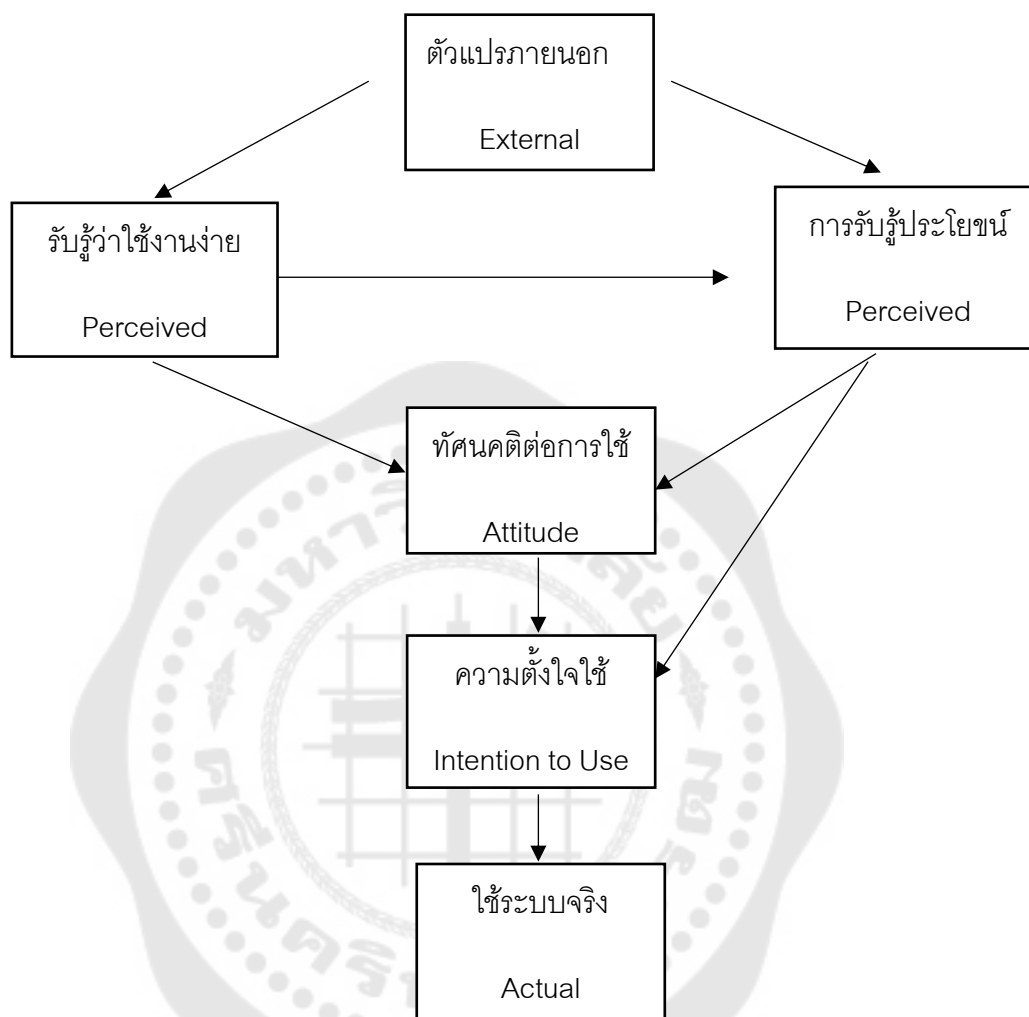 ตัวแปรภายนอก
External
รับรู้ว่าใช้งานง่าย
Perceived
การรับรู้ประโยขน์
Perceived
ทัศนคติต่อการใช้
Attitude
ความตั้งใจใช้
Intention to Use
ใช้ระบบจริง
Actual